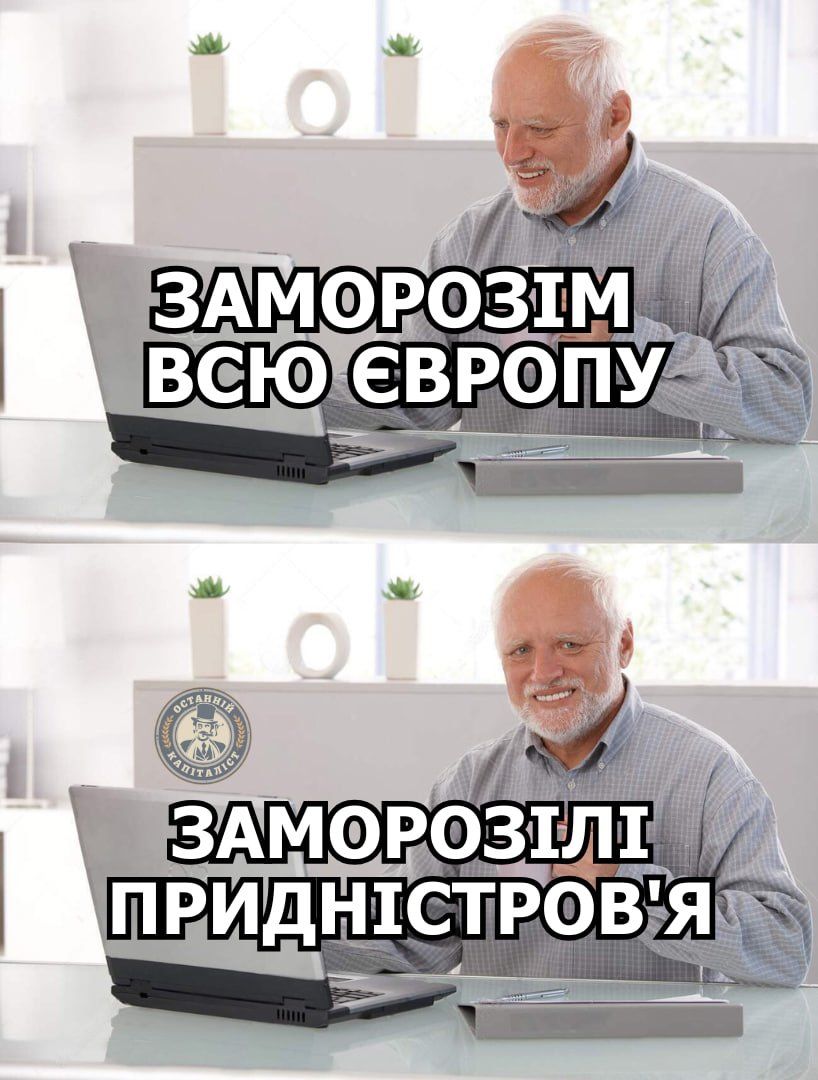 ЗАМОРОЗІМ
ВСЮ ЄВРОПУ
ОСТАННІЙ
КАПІТАЛІСТ
ЗАМОРОЗІЛІ
ПРИДНІСТРОВ'Я